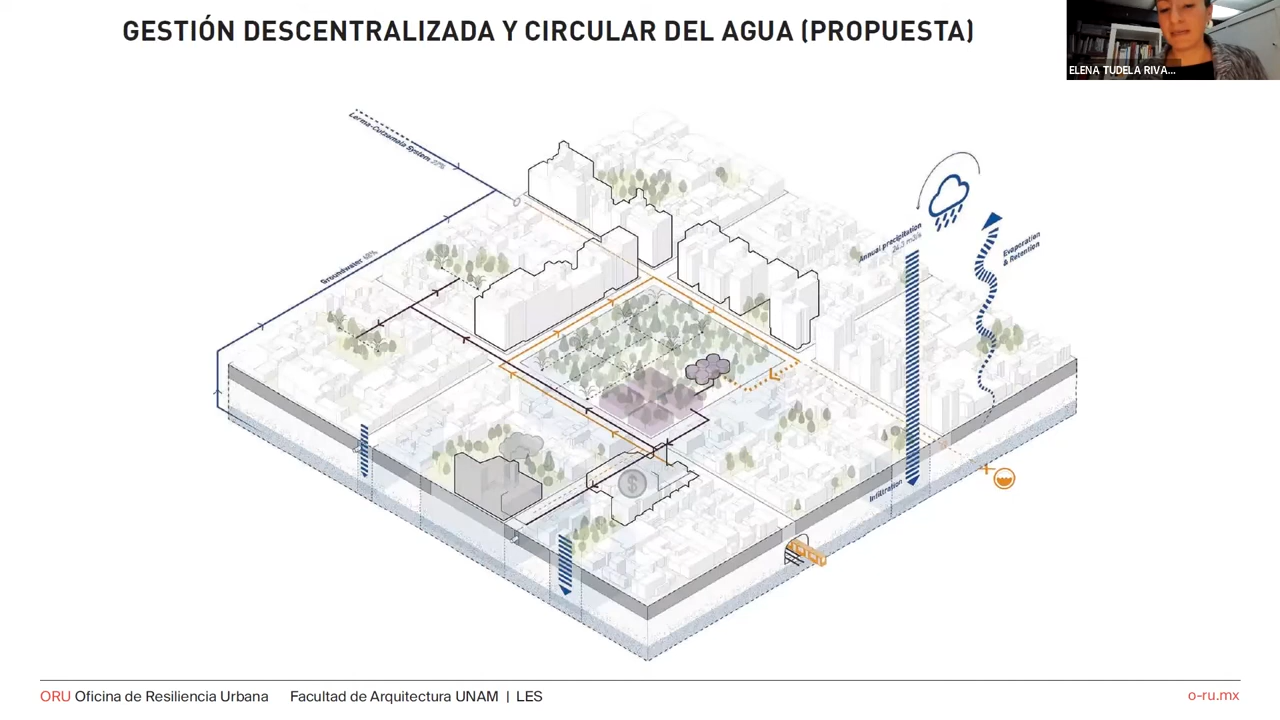 GESTIÓN DESCENTRALIZADA Y CIRCULAR DEL AGUA (PROPUESTA)
ELENA TUDELA RIVA...
Lerma-Cutzamala System
Groundwater
Annual precipitation
Evaporation
& Retention
Infiltration
$
ORU Oficina de Resiliencia Urbana Facultad de Arquitectura UNAM | LES
o-ru.mx